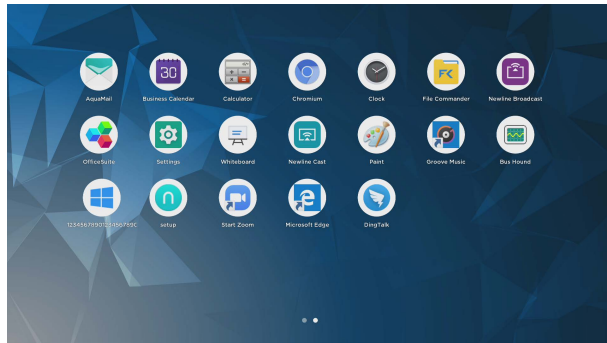 AquaMail
Business Calendar
Calculator
Chromium
Clock
File Commander
Newline Broadcast
OfficeSuite
Settings
Whiteboard
Newline Cast
Paint
Groove Music
Bus Hound
setup
Start Zoom
Microsoft Edge
DingTalk